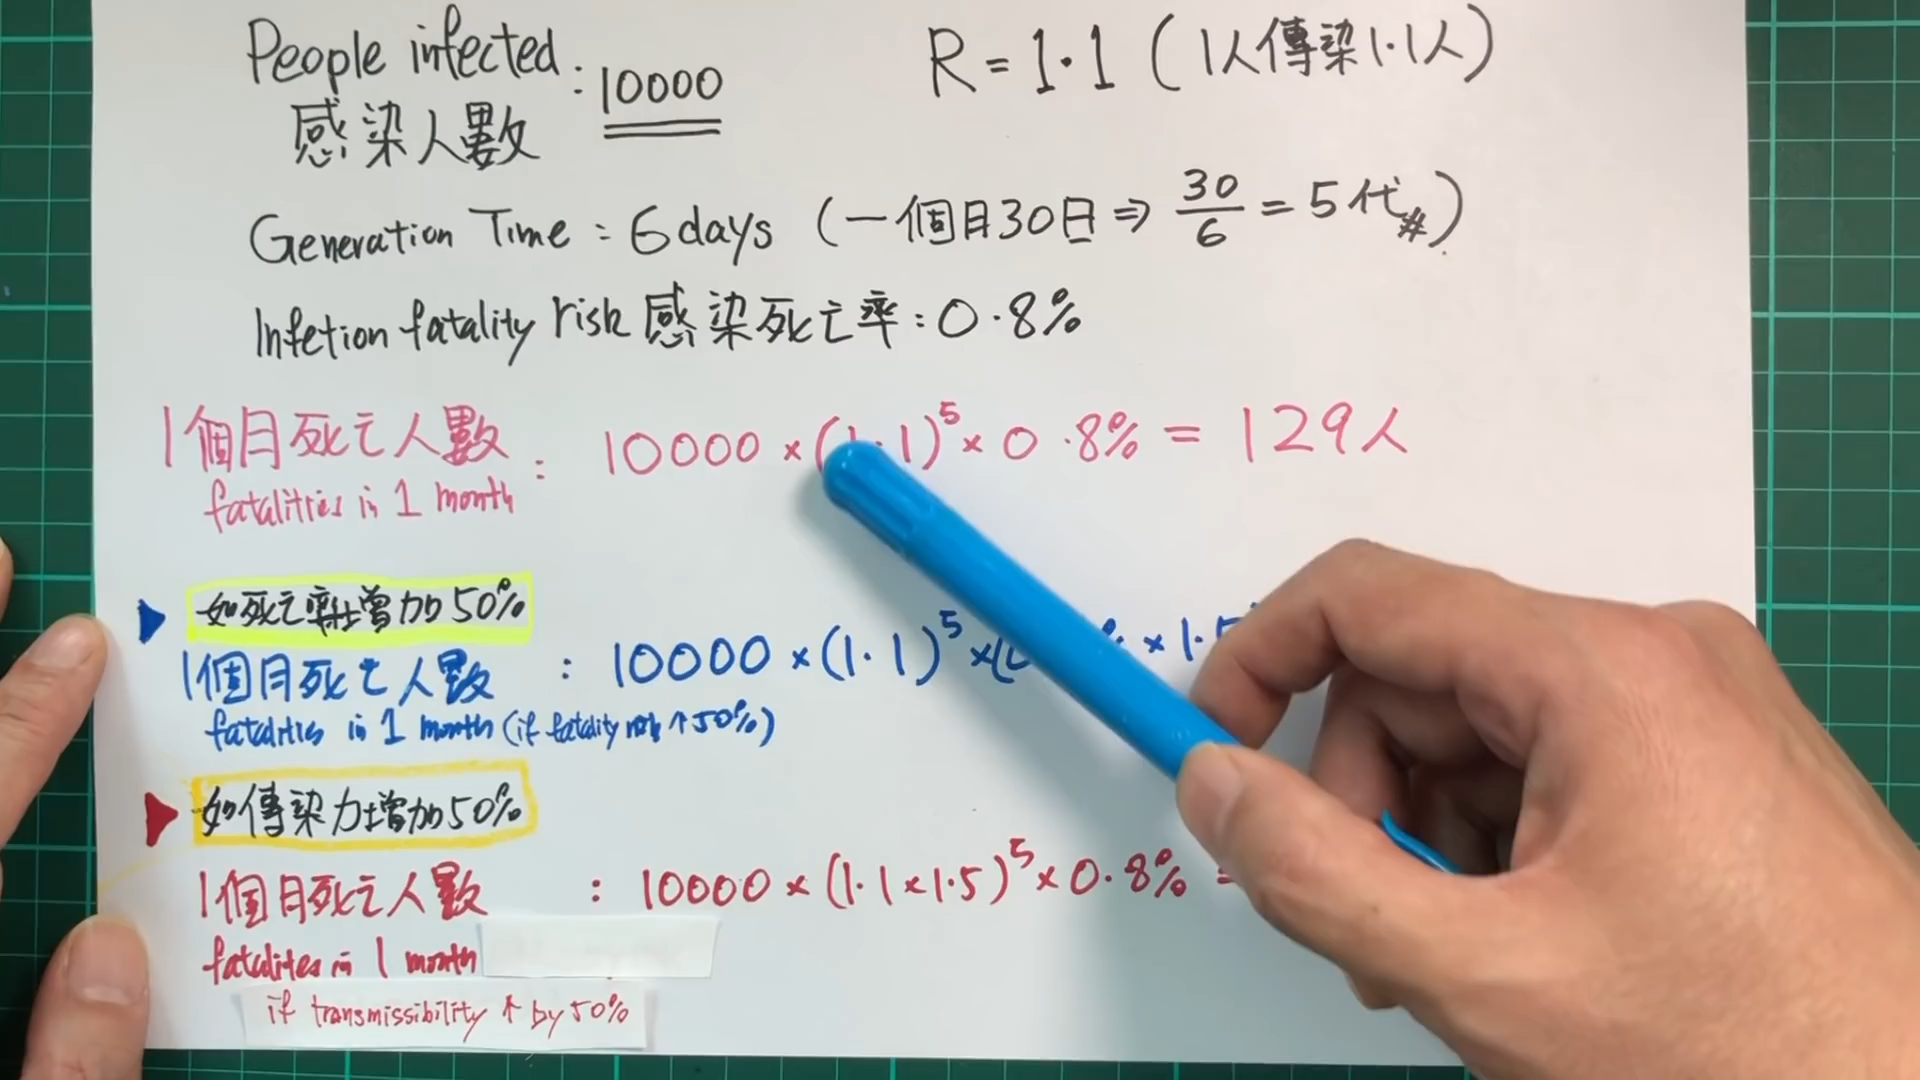 People infected : 10000
感染人數
R = 1.1 (1人傳染1.1人)
Generation Time : 6 days (一個月30日 ⇒ 30/6 = 5代#)
Infetion fatality risk 感染死亡率 : 0.8%
1個月死亡人數 : 10000 × (1.1)^5 × 0.8% = 129人
fatalities in 1 month
如死亡率增加50%
1個月死亡人數 : 10000 × (1.1)^5 × ( % × 1.5
fatalities in 1 month (if fatality risk ↑ 50%)
如傳染力增加50%
1個月死亡人數 : 10000 × (1.1 × 1.5)^5 × 0.8% =
fatalites in 1 month
if transmissibility ↑ by 50%